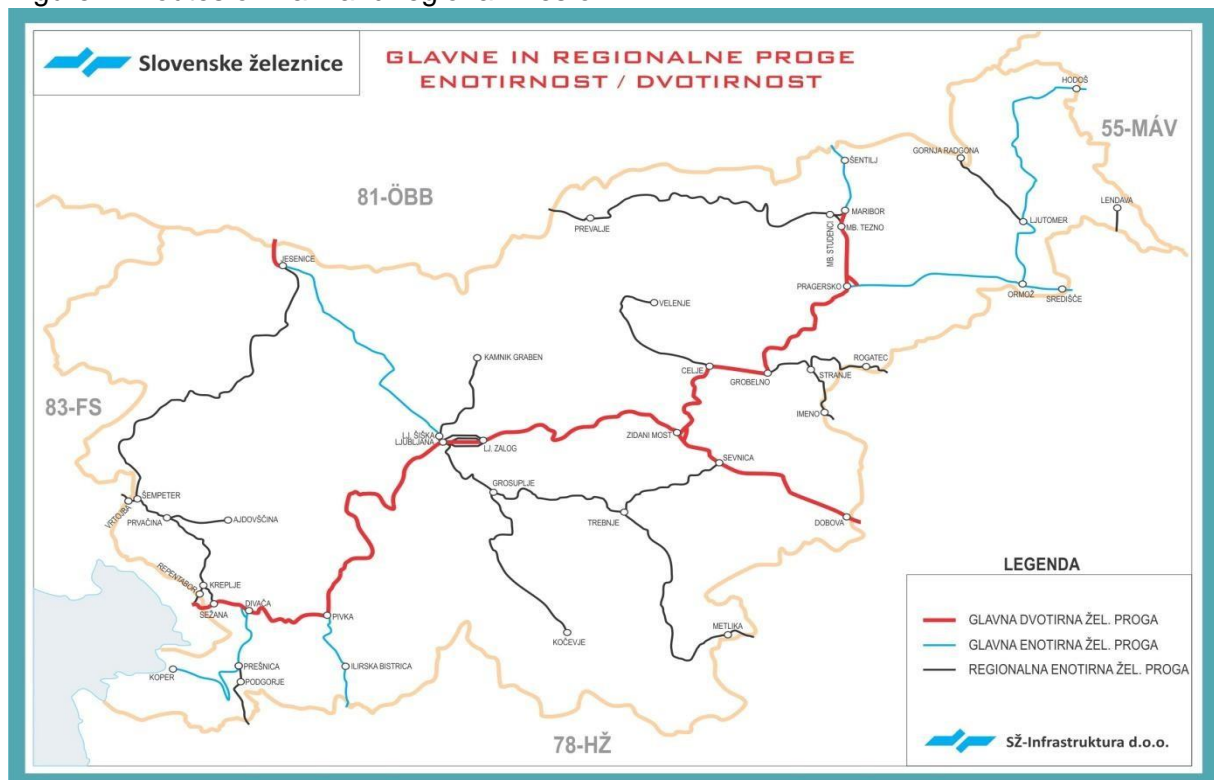 Slovenske železnice
GLAVNE IN REGIONALNE PROGE
ENOTIRNOST / DVOTIRNOST
HODOŠ
55-MÁV
GORNJA RADGONA
ŠENTILJ
81-ÖBB
LENDAVA
MARIBOR
LJUTOMER
PREVALJE
MB. TEZNO
MB. STUDENCI
JESENICE
PRAGERSKO
ORMOŽ
SREDIŠČE
VELENJE
KAMNIK GRABEN
ROGATEC
CELJE
STRANJE
GROBELNO
83-FS
IMENO
LJ. ŠIŠKA
LJUBLJANA
LJ. ZALOG
ZIDANI MOST
SEVNICA
GROSUPLJE
ŠEMPETER
VRTOJBA
PRVAČINA
AJDOVŠČINA
TREBNJE
DOBOVA
REPENTABOR
KREPLJE
DIVAČA
SEŽANA
PIVKA
METLIKA
KOČEVJE
PREŠNICA
ILIRSKA BISTRICA
KOPER
PODGORJE
78-HŽ
LEGENDA
GLAVNA DVOTIRNA ŽEL. PROGA
GLAVNA ENOTIRNA ŽEL. PROGA
REGIONALNA ENOTIRNA ŽEL. PROGA
SŽ-Infrastruktura d.o.o.